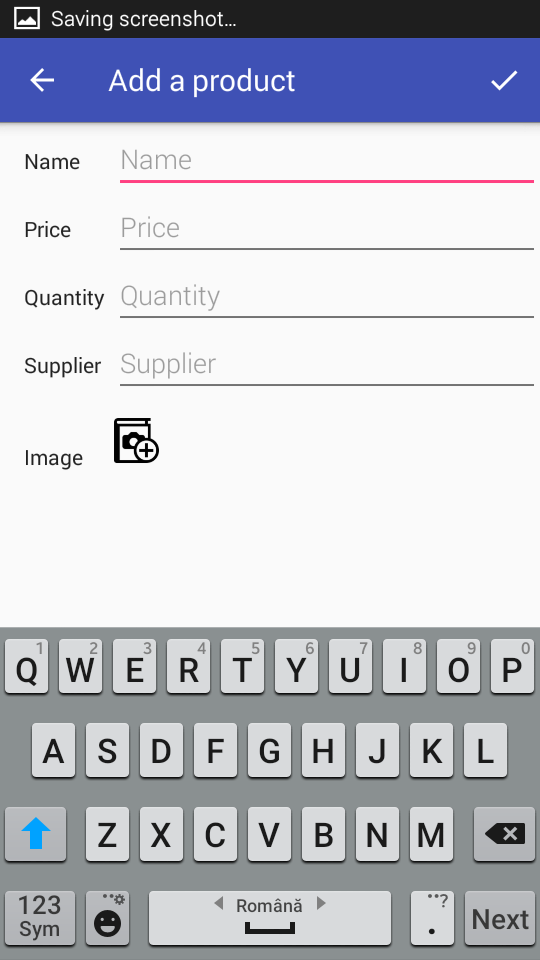 Saving screenshot...
Add a product
Name Name
Price Price
Quantity Quantity
Supplier Supplier
Image
1 2 3 4 5 6 7 8 9 0
Q W E R T Y U I O P
A S D F G H J K L
Z X C V B N M
123 Sym Română ? . Next